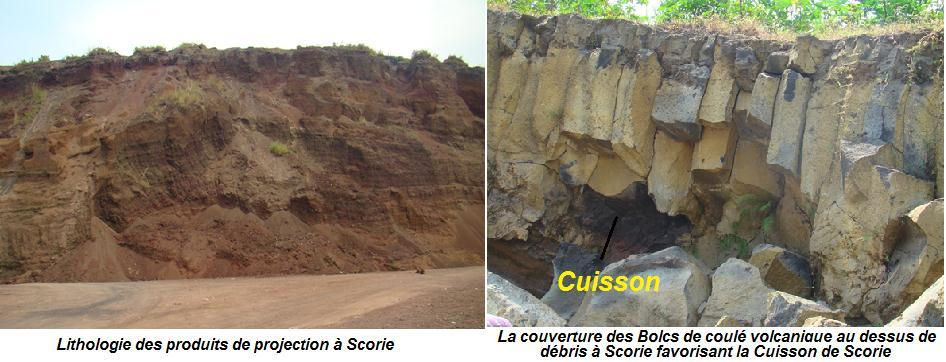 Cuisson
Lithologie des produits de projection à Scorie
La couverture des Bolcs de coulé volcanique au dessus de
débris à Scorie favorisant la Cuisson de Scorie